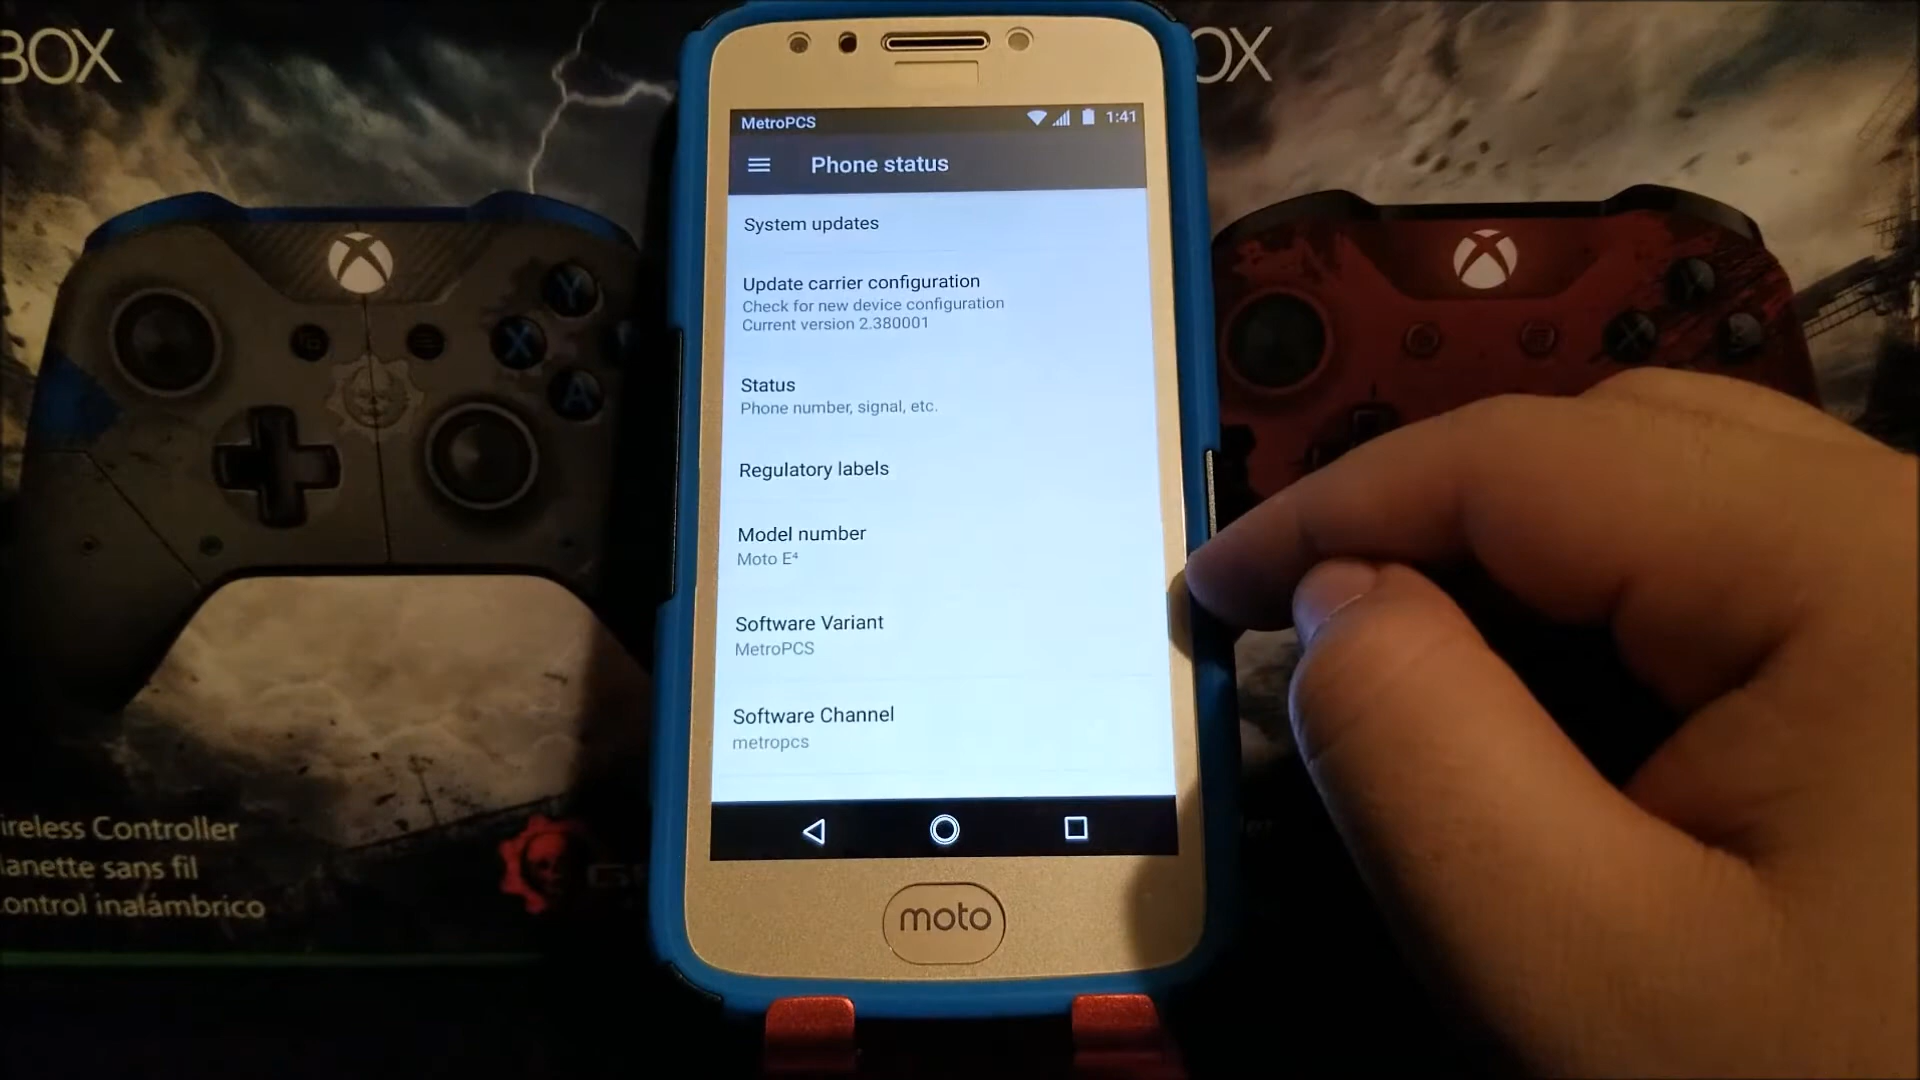 BOX
OX
MetroPCS
1:41
Phone status
System updates
Update carrier configuration
Check for new device configuration
Current version 2.380001
Status
Phone number, signal, etc.
Regulatory labels
Model number
Moto E⁴
Software Variant
MetroPCS
Software Channel
metropcs
moto
Y
X
A
X
ireless Controller
anette sans fil
ontrol inalámbrico